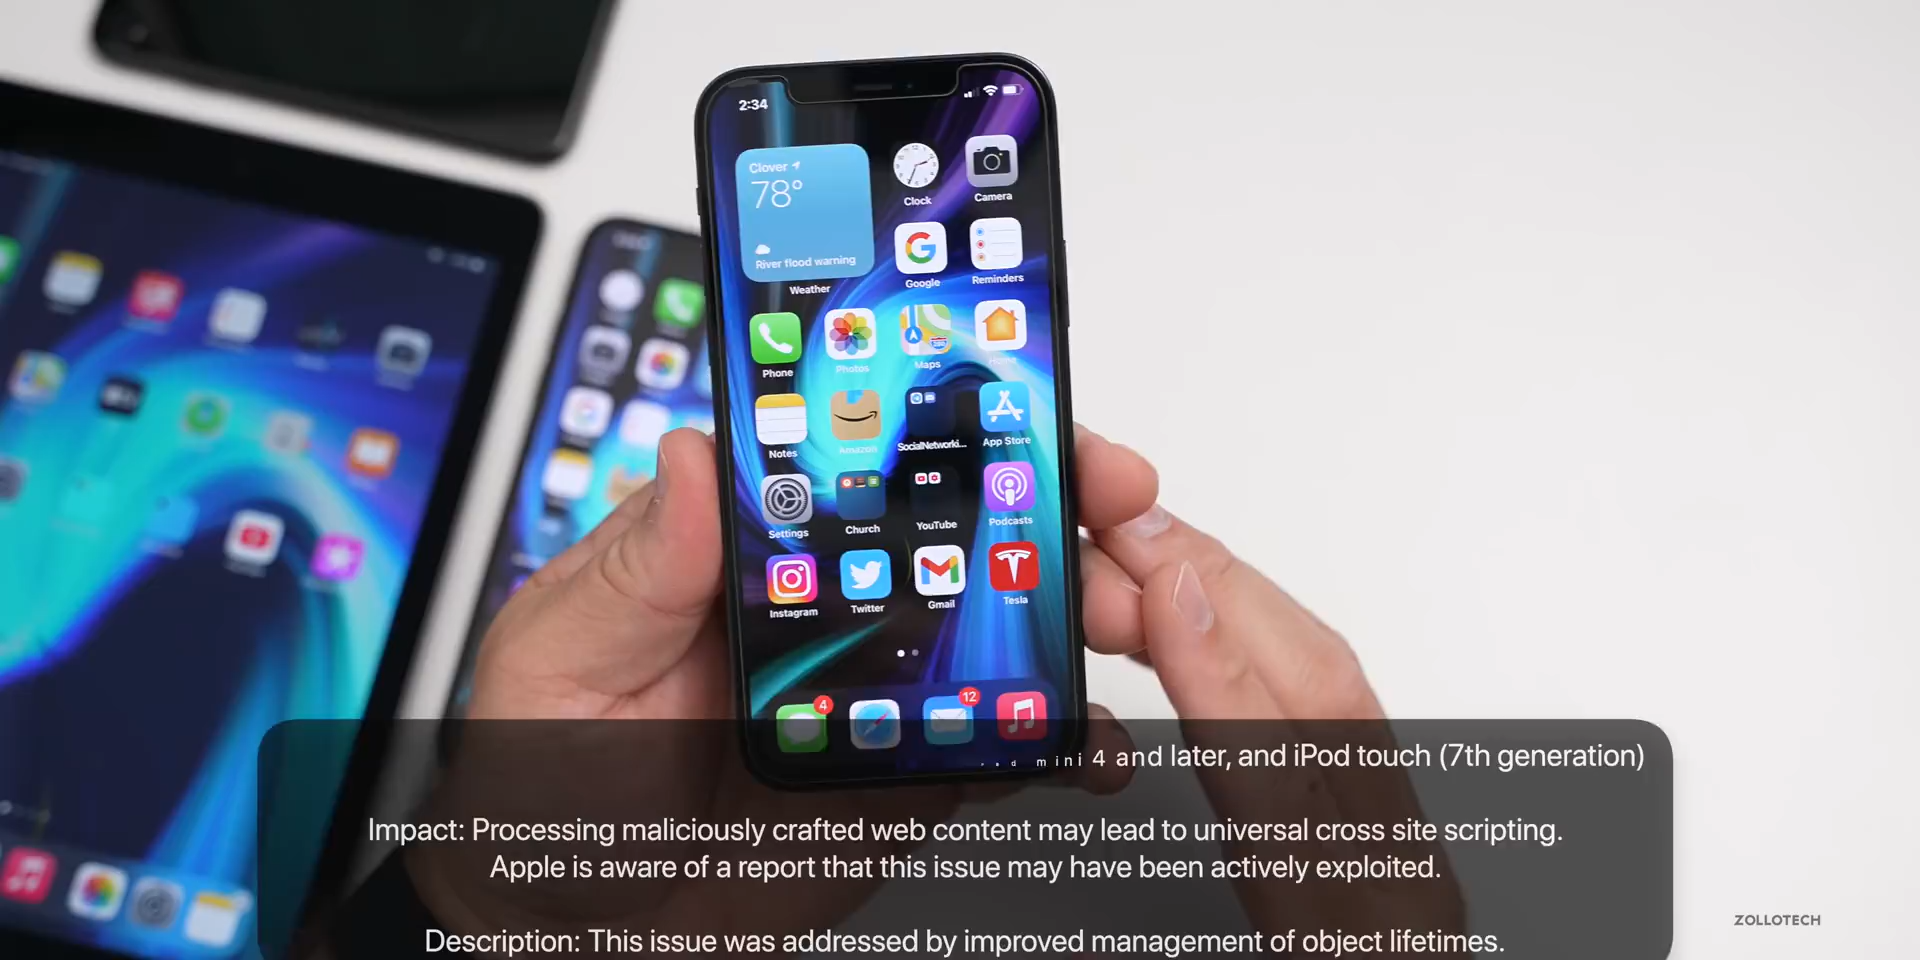 2:34
Clover
78°
River flood warning
Weather
Clock
Camera
Google
Reminders
Phone
Photos
Maps
Home
Notes
Amazon
SocialNetworki...
App Store
Settings
Church
YouTube
Podcasts
Instagram
Twitter
Gmail
Tesla
4
12
mini 4 and later, and iPod touch (7th generation)
Impact: Processing maliciously crafted web content may lead to universal cross site scripting.
Apple is aware of a report that this issue may have been actively exploited.
Description: This issue was addressed by improved management of object lifetimes.
ZOLLOTECH